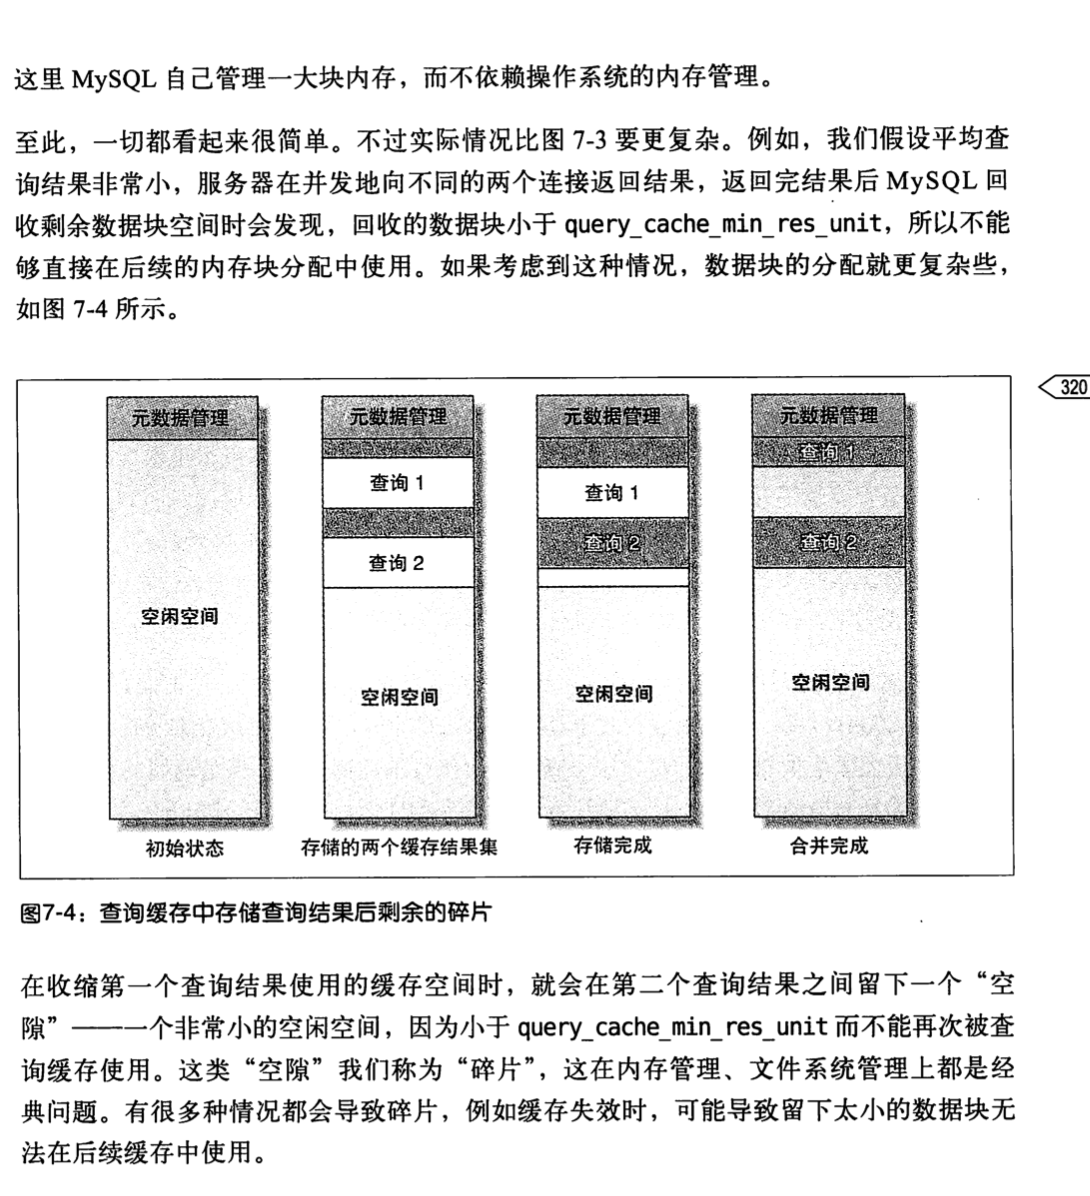 这里 MySQL 自己管理一大块内存，而不依赖操作系统的内存管理。
至此，一切都看起来很简单。不过实际情况比图 7-3 要更复杂。例如，我们假设平均查
询结果非常小，服务器在并发地向不同的两个连接返回结果，返回完结果后 MySQL 回
收剩余数据块空间时会发现，回收的数据块小于 query_cache_min_res_unit，所以不能
够直接在后续的内存块分配中使用。如果考虑到这种情况，数据块的分配就更复杂些，
如图 7-4 所示。
320
元数据管理
空闲空间
初始状态
元数据管理
查询 1
查询 2
空闲空间
存储的两个缓存结果集
元数据管理
查询 1
查询 2
空闲空间
存储完成
元数据管理
查询 1
查询 2
空闲空间
合并完成
图7-4：查询缓存中存储查询结果后剩余的碎片
在收缩第一个查询结果使用的缓存空间时，就会在第二个查询结果之间留下一个“空
隙”——一个非常小的空闲空间，因为小于 query_cache_min_res_unit 而不能再次被查
询缓存使用。这类“空隙”我们称为“碎片”，这在内存管理、文件系统管理上都是经
典问题。有很多种情况都会导致碎片，例如缓存失效时，可能导致留下太小的数据块无
法在后续缓存中使用。